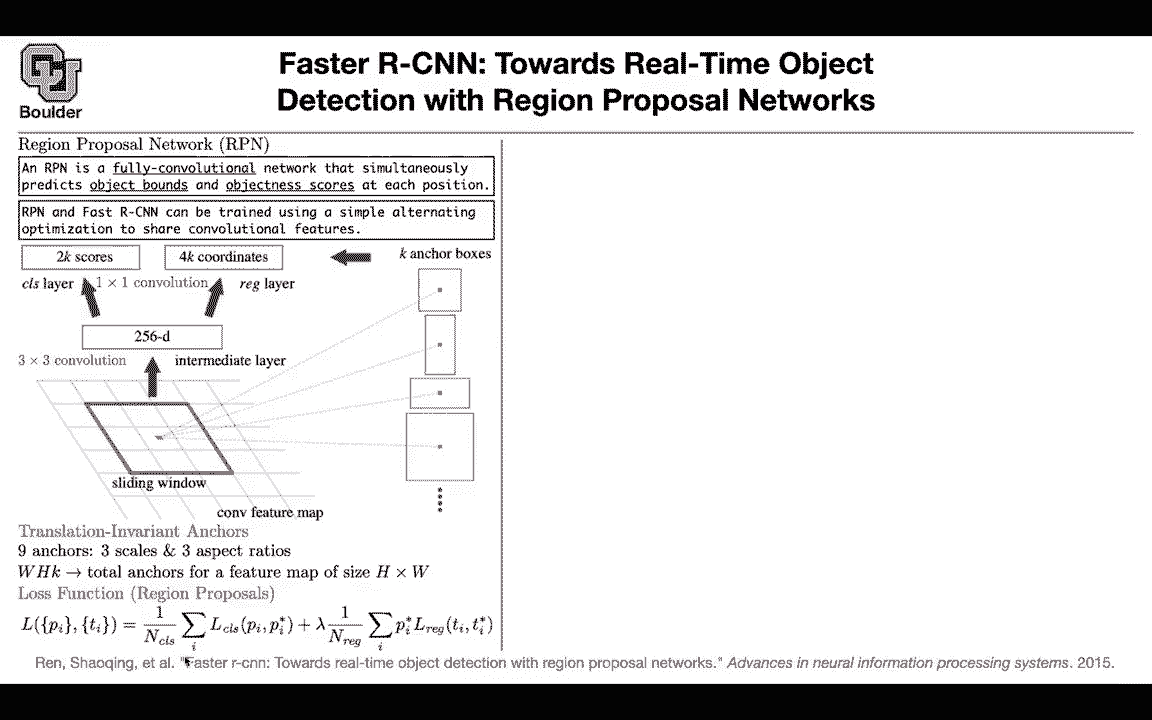 Boulder
Faster R-CNN: Towards Real-Time Object
Detection with Region Proposal Networks
Region Proposal Network (RPN)
An RPN is a fully-convolutional network that simultaneously
predicts object bounds and objectness scores at each position.
RPN and Fast R-CNN can be trained using a simple alternating
optimization to share convolutional features.
2k scores
4k coordinates
k anchor boxes
cls layer
1 × 1 convolution
reg layer
256-d
3 × 3 convolution
intermediate layer
sliding window
conv feature map
Translation-Invariant Anchors
9 anchors: 3 scales & 3 aspect ratios
WHk → total anchors for a feature map of size H × W
Loss Function (Region Proposals)
L({p_i}, {t_i}) = \frac{1}{N_{cls}} \sum_i L_{cls}(p_i, p_i^*) + λ \frac{1}{N_{reg}} \sum_i p_i^* L_{reg}(t_i, t_i^*)
Ren, Shaoqing, et al. "Faster r-cnn: Towards real-time object detection with region proposal networks." Advances in neural information processing systems. 2015.